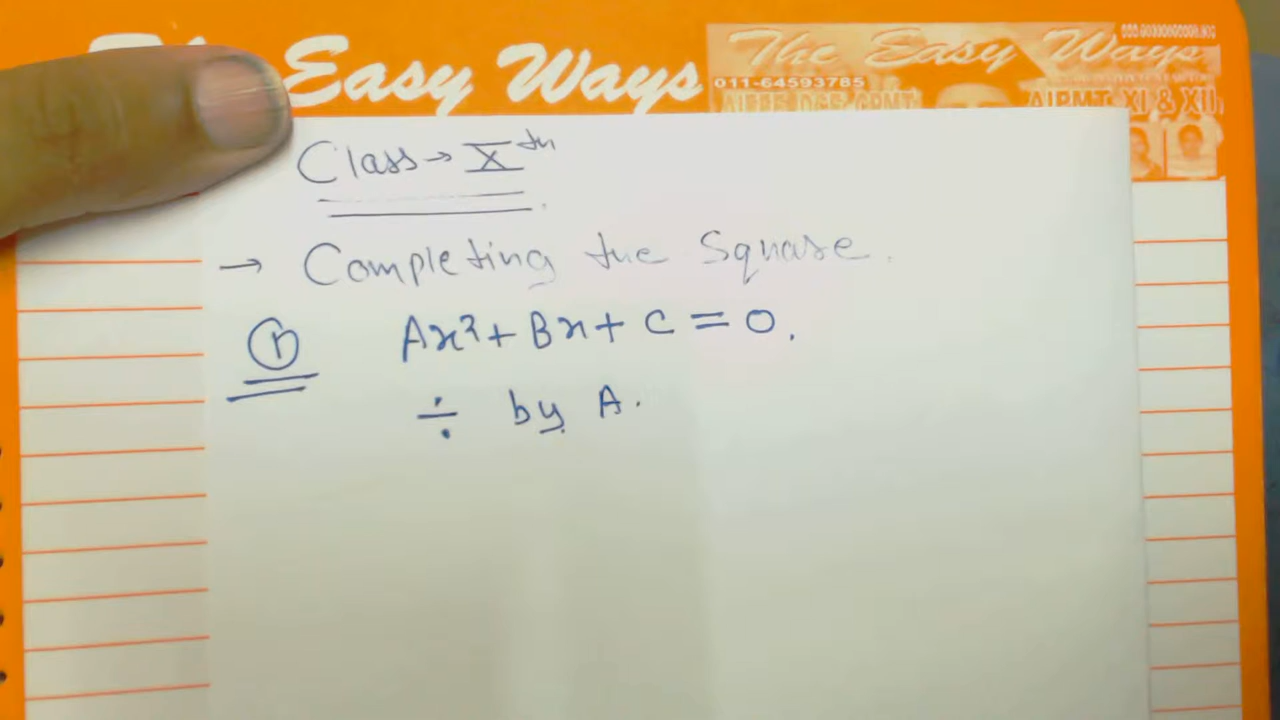 Easy Ways
The Easy Ways
011-64593785
AIPMT, XI & XII
Class → Xth
→ Completing the Square.
① Ax²+Bx+C=0.
÷ by A.